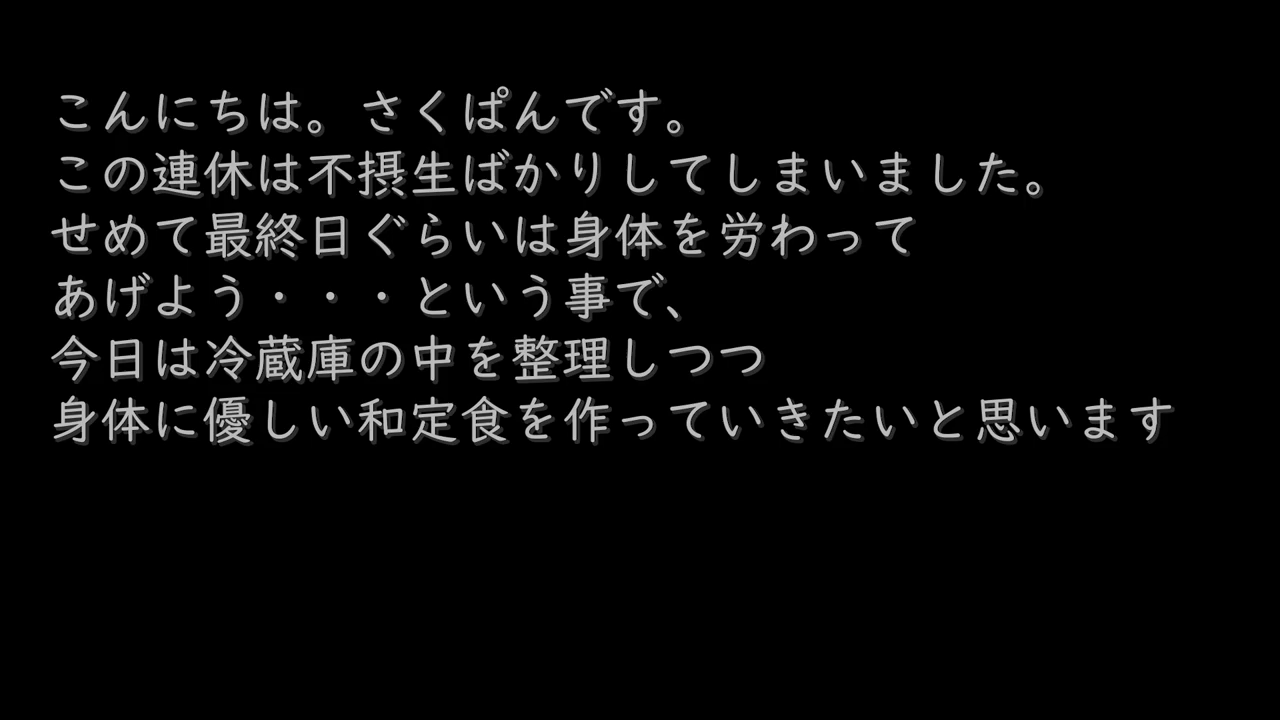 こんにちは。さくぱんです。
この連休は不摂生ばかりしてしまいました。
せめて最終日ぐらいは身体を労わって
あげよう・・・という事で、
今日は冷蔵庫の中を整理しつつ
身体に優しい和定食を作っていきたいと思います